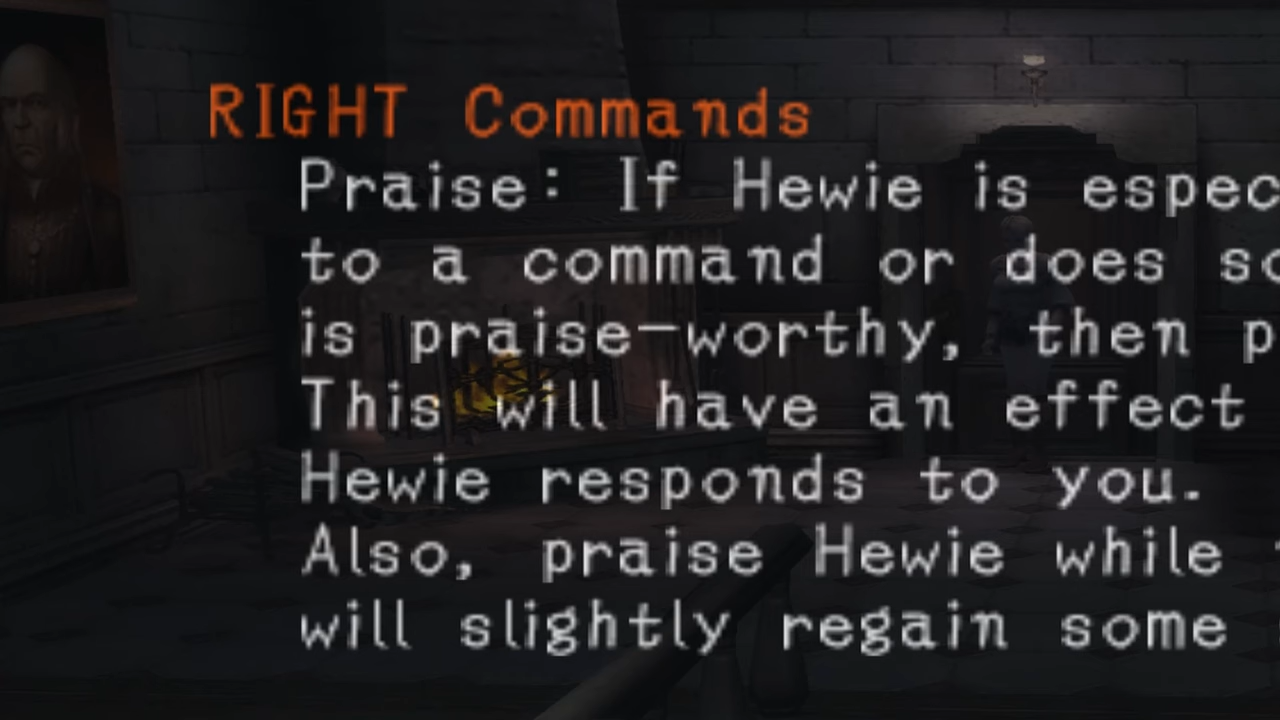 RIGHT Commands
Praise: If Hewie is espec
to a command or does so
is praise-worthy, then p
This will have an effect
Hewie responds to you.
Also, praise Hewie while
will slightly regain some